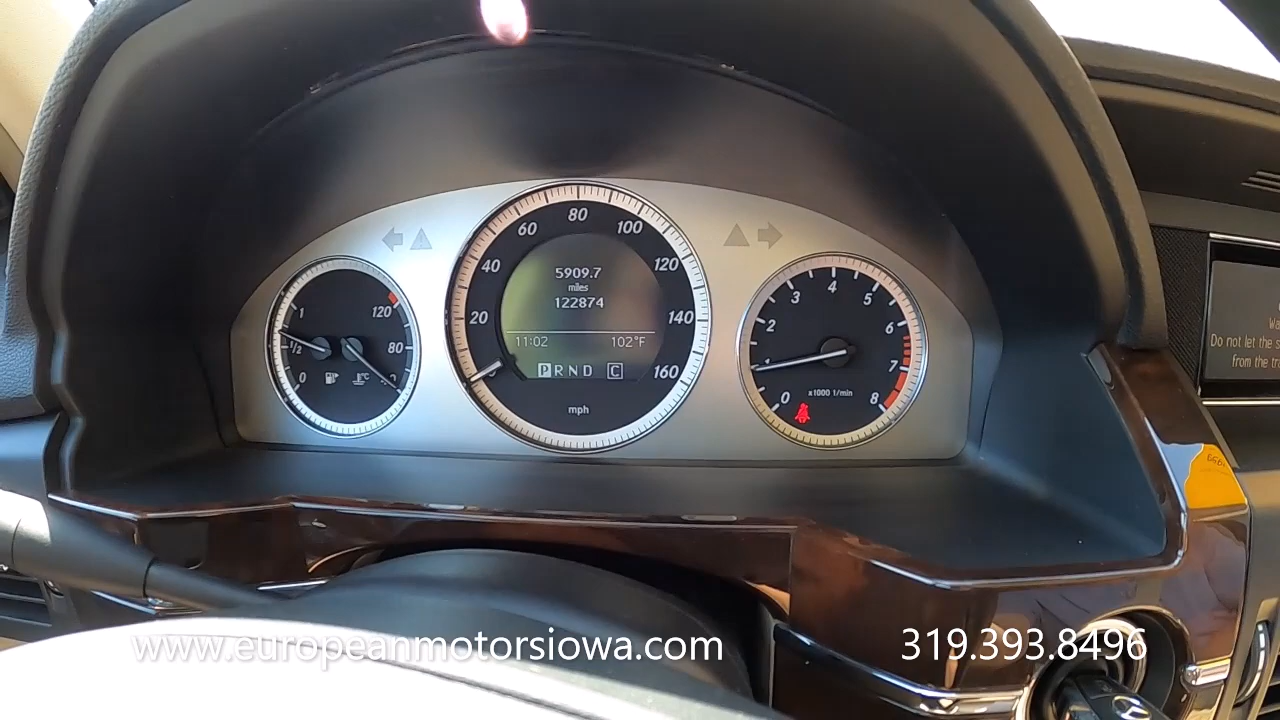 1
1/2
0
120
80
20
40
60
80
100
120
140
160
5909.7
miles
122874
11:02 102°F
P R N D C
mph
0
1
2
3
4
5
6
7
8
x1000 1/min
°C
Do not let the
from the
www.europeanmotorsiowa.com
319.393.8496